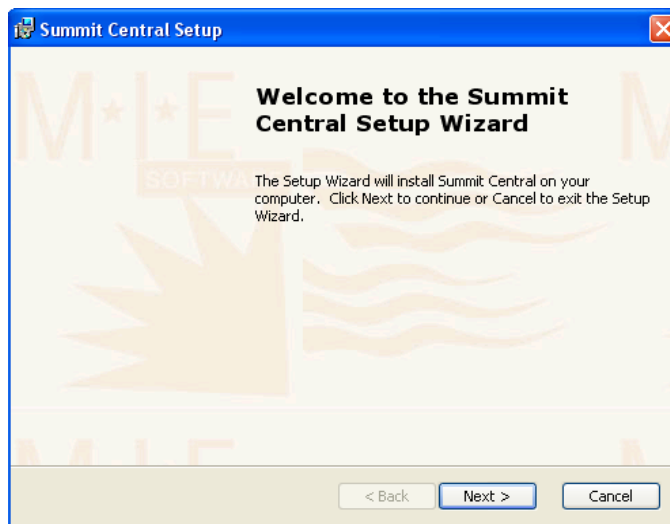 Summit Central Setup
M★I★E
M
SOFTWA
Welcome to the Summit
Central Setup Wizard
The Setup Wizard will install Summit Central on your
computer. Click Next to continue or Cancel to exit the Setup
Wizard.
< Back
Next >
Cancel